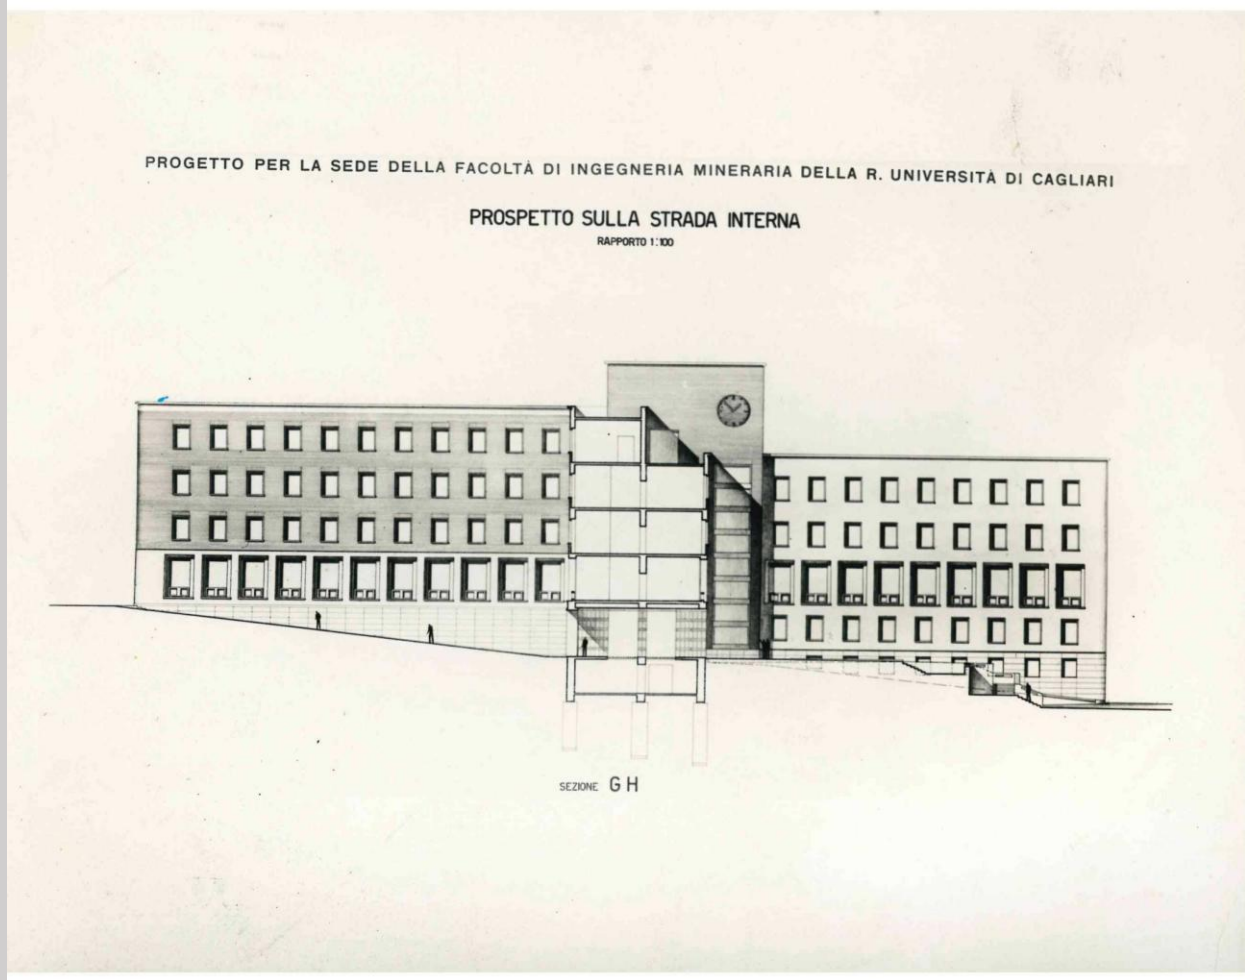 PROGETTO PER LA SEDE DELLA FACOLTÀ DI INGEGNERIA MINERARIA DELLA R. UNIVERSITÀ DI CAGLIARI
PROSPETTO SULLA STRADA INTERNA
RAPPORTO 1:100
SEZIONE GH